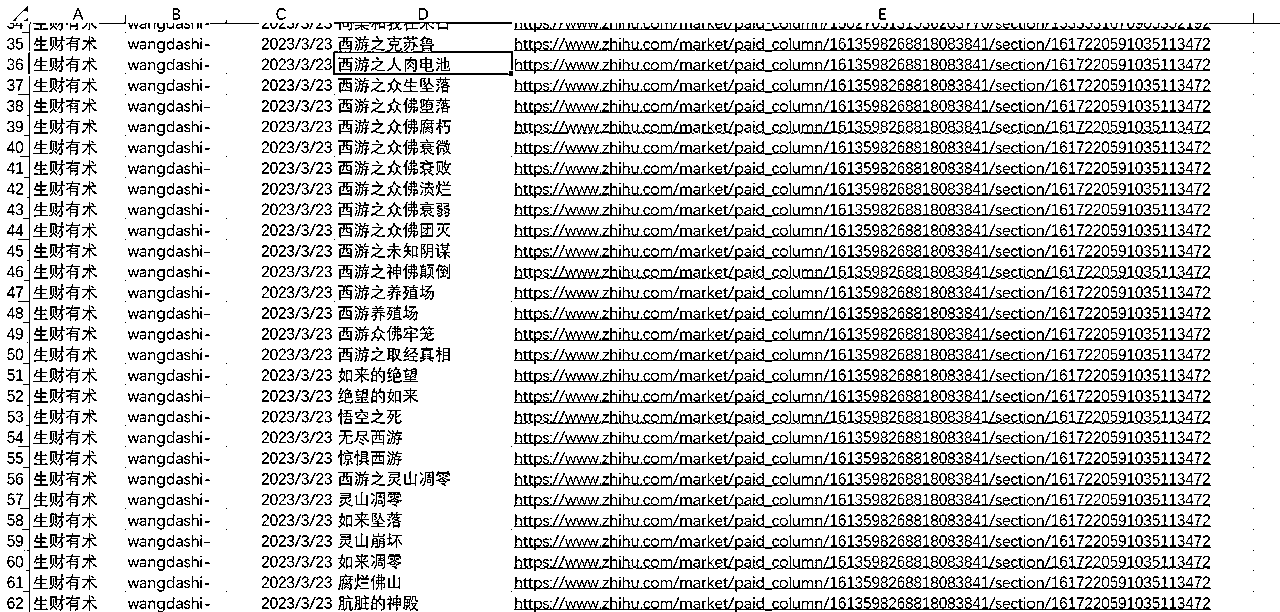 A B C D E
35 生财有术 wangdashi- 2023/3/23 西游之克苏鲁 https://www.zhihu.com/market/paid_column/1613598268818083841/section/1617220591035113472
36 生财有术 wangdashi- 2023/3/23 西游之人肉电池 https://www.zhihu.com/market/paid_column/1613598268818083841/section/1617220591035113472
37 生财有术 wangdashi- 2023/3/23 西游之众生坠落 https://www.zhihu.com/market/paid_column/1613598268818083841/section/1617220591035113472
38 生财有术 wangdashi- 2023/3/23 西游之众佛堕落 https://www.zhihu.com/market/paid_column/1613598268818083841/section/1617220591035113472
39 生财有术 wangdashi- 2023/3/23 西游之众佛腐朽 https://www.zhihu.com/market/paid_column/1613598268818083841/section/1617220591035113472
40 生财有术 wangdashi- 2023/3/23 西游之众佛衰微 https://www.zhihu.com/market/paid_column/1613598268818083841/section/1617220591035113472
41 生财有术 wangdashi- 2023/3/23 西游之众佛衰败 https://www.zhihu.com/market/paid_column/1613598268818083841/section/1617220591035113472
42 生财有术 wangdashi- 2023/3/23 西游之众佛溃烂 https://www.zhihu.com/market/paid_column/1613598268818083841/section/1617220591035113472
43 生财有术 wangdashi- 2023/3/23 西游之众佛衰弱 https://www.zhihu.com/market/paid_column/1613598268818083841/section/1617220591035113472
44 生财有术 wangdashi- 2023/3/23 西游之众佛团灭 https://www.zhihu.com/market/paid_column/1613598268818083841/section/1617220591035113472
45 生财有术 wangdashi- 2023/3/23 西游之未知阴谋 https://www.zhihu.com/market/paid_column/1613598268818083841/section/1617220591035113472
46 生财有术 wangdashi- 2023/3/23 西游之神佛颠倒 https://www.zhihu.com/market/paid_column/1613598268818083841/section/1617220591035113472
47 生财有术 wangdashi- 2023/3/23 西游之养殖场 https://www.zhihu.com/market/paid_column/1613598268818083841/section/1617220591035113472
48 生财有术 wangdashi- 2023/3/23 西游养殖场 https://www.zhihu.com/market/paid_column/1613598268818083841/section/1617220591035113472
49 生财有术 wangdashi- 2023/3/23 西游众佛牢笼 https://www.zhihu.com/market/paid_column/1613598268818083841/section/1617220591035113472
50 生财有术 wangdashi- 2023/3/23 西游之取经真相 https://www.zhihu.com/market/paid_column/1613598268818083841/section/1617220591035113472
51 生财有术 wangdashi- 2023/3/23 如来的绝望 https://www.zhihu.com/market/paid_column/1613598268818083841/section/1617220591035113472
52 生财有术 wangdashi- 2023/3/23 绝望的如来 https://www.zhihu.com/market/paid_column/1613598268818083841/section/1617220591035113472
53 生财有术 wangdashi- 2023/3/23 悟空之死 https://www.zhihu.com/market/paid_column/1613598268818083841/section/1617220591035113472
54 生财有术 wangdashi- 2023/3/23 无尽西游 https://www.zhihu.com/market/paid_column/1613598268818083841/section/1617220591035113472
55 生财有术 wangdashi- 2023/3/23 惊惧西游 https://www.zhihu.com/market/paid_column/1613598268818083841/section/1617220591035113472
56 生财有术 wangdashi- 2023/3/23 西游之灵山凋零 https://www.zhihu.com/market/paid_column/1613598268818083841/section/1617220591035113472
57 生财有术 wangdashi- 2023/3/23 灵山凋零 https://www.zhihu.com/market/paid_column/1613598268818083841/section/1617220591035113472
58 生财有术 wangdashi- 2023/3/23 如来坠落 https://www.zhihu.com/market/paid_column/1613598268818083841/section/1617220591035113472
59 生财有术 wangdashi- 2023/3/23 灵山崩坏 https://www.zhihu.com/market/paid_column/1613598268818083841/section/1617220591035113472
60 生财有术 wangdashi- 2023/3/23 如来凋零 https://www.zhihu.com/market/paid_column/1613598268818083841/section/1617220591035113472
61 生财有术 wangdashi- 2023/3/23 腐烂佛山 https://www.zhihu.com/market/paid_column/1613598268818083841/section/1617220591035113472
62 生财有术 wangdashi- 2023/3/23 肮脏的神殿 https://www.zhihu.com/market/paid_column/1613598268818083841/section/1617220591035113472